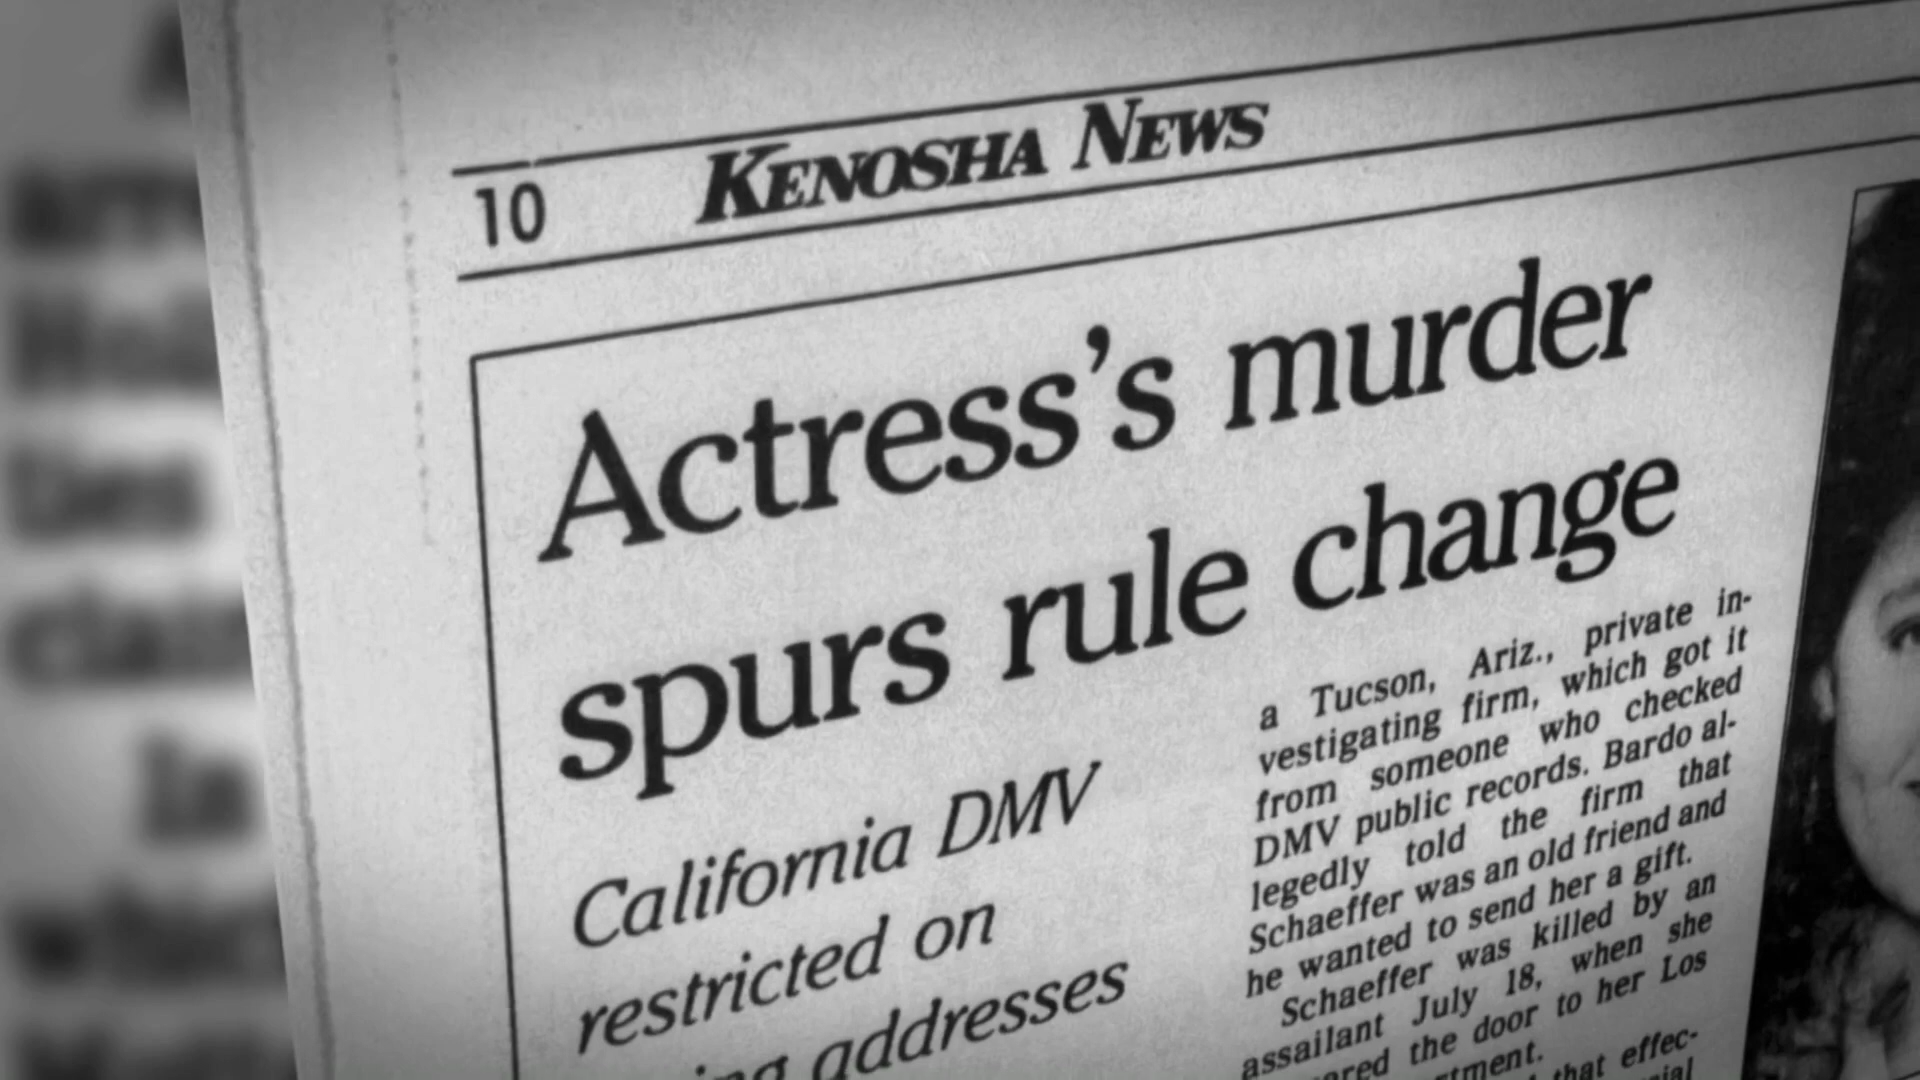 10 KENOSHA NEWS
Actress's murder
spurs rule change
California DMV
restricted on
addresses
a Tucson, Ariz., private in-
vestigating firm, which got it
from someone who checked
DMV public records. Bardo al-
legedly told the firm that
Schaeffer was an old friend and
he wanted to send her a gift.
Schaeffer was killed by an
assailant July 18, when she
the door to her Los
that effec-